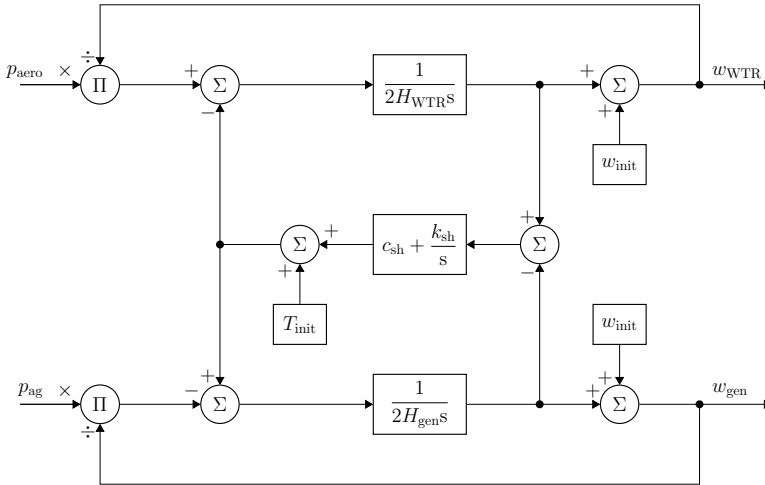 ÷
p_aero × Π + Σ 1/(2H_WTR s) + Σ w_WTR
− +
w_init
Σ + c_sh + k_sh/s + Σ
+ −
T_init w_init
+ +
p_ag × Π − Σ 1/(2H_gen s) + Σ w_gen
÷